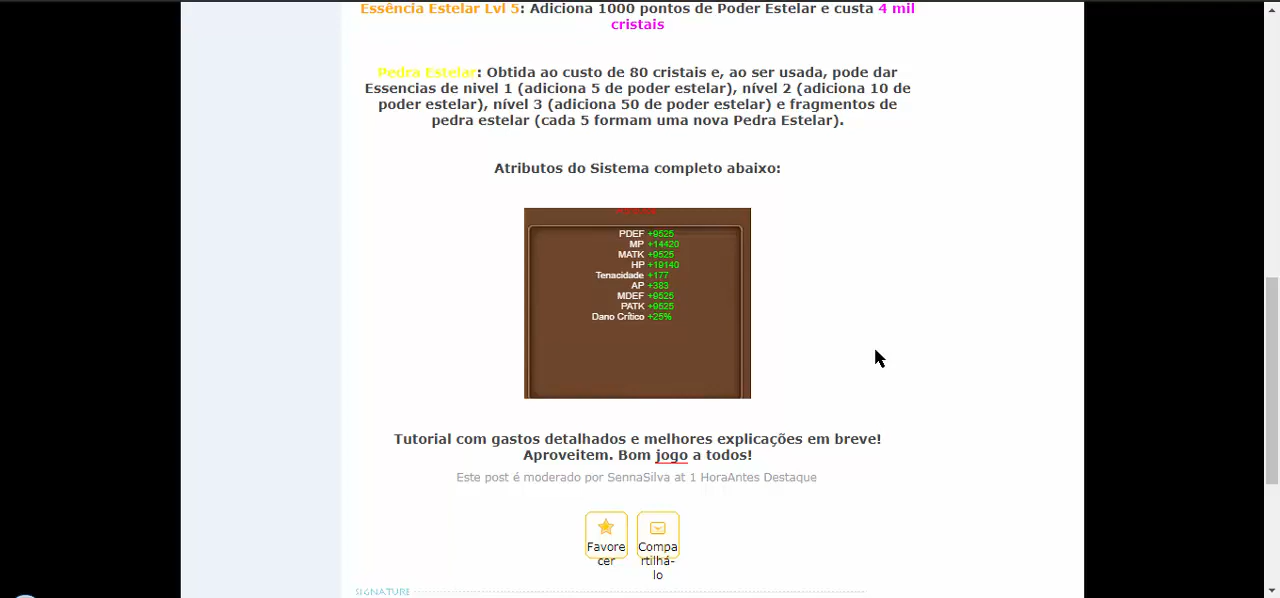 Essência Estelar Lvl 5: Adiciona 1000 pontos de Poder Estelar e custa 4 mil
cristais
Pedra Estelar: Obtida ao custo de 80 cristais e, ao ser usada, pode dar
Essencias de nivel 1 (adiciona 5 de poder estelar), nível 2 (adiciona 10 de
poder estelar), nível 3 (adiciona 50 de poder estelar) e fragmentos de
pedra estelar (cada 5 formam uma nova Pedra Estelar).
Atributos do Sistema completo abaixo:
PDEF +9525
MP +14420
MATK +9525
HP +19140
Tenacidade +177
AP +383
MDEF +9525
PATK +9525
Dano Crítico +25%
Tutorial com gastos detalhados e melhores explicações em breve!
Aproveitem. Bom jogo a todos!
Este post é moderado por SennaSilva at 1 HoraAntes Destaque
Favore
cer
Compa
rtilhá-
lo
SIGNATURE